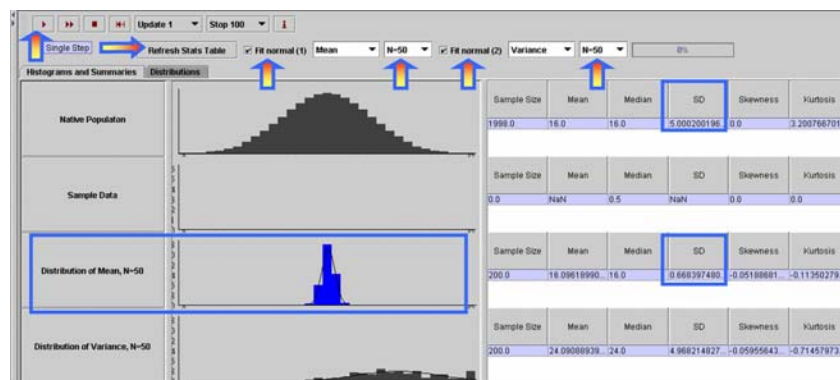 Update 1
Stop 100
Single Step
Refresh Stats Table
Fit normal (1)
Mean
N=50
Fit normal (2)
Variance
N=50
0%
Histograms and Summaries
Distributions
Native Populaton
Sample Size Mean Median SD Skewness Kurtosis
1998.0 16.0 16.0 5.000200196... 0.0 3.200766701
Sample Data
Sample Size Mean Median SD Skewness Kurtosis
0.0 NaN 0.5 NaN 0.0 0.0
Distribution of Mean, N=50
Sample Size Mean Median SD Skewness Kurtosis
200.0 16.09618990... 16.0 0.668397480... -0.05188681... -0.11350279
Distribution of Variance, N=50
Sample Size Mean Median SD Skewness Kurtosis
200.0 24.09088939... 24.0 4.968214827... -0.05955643... -0.71457973